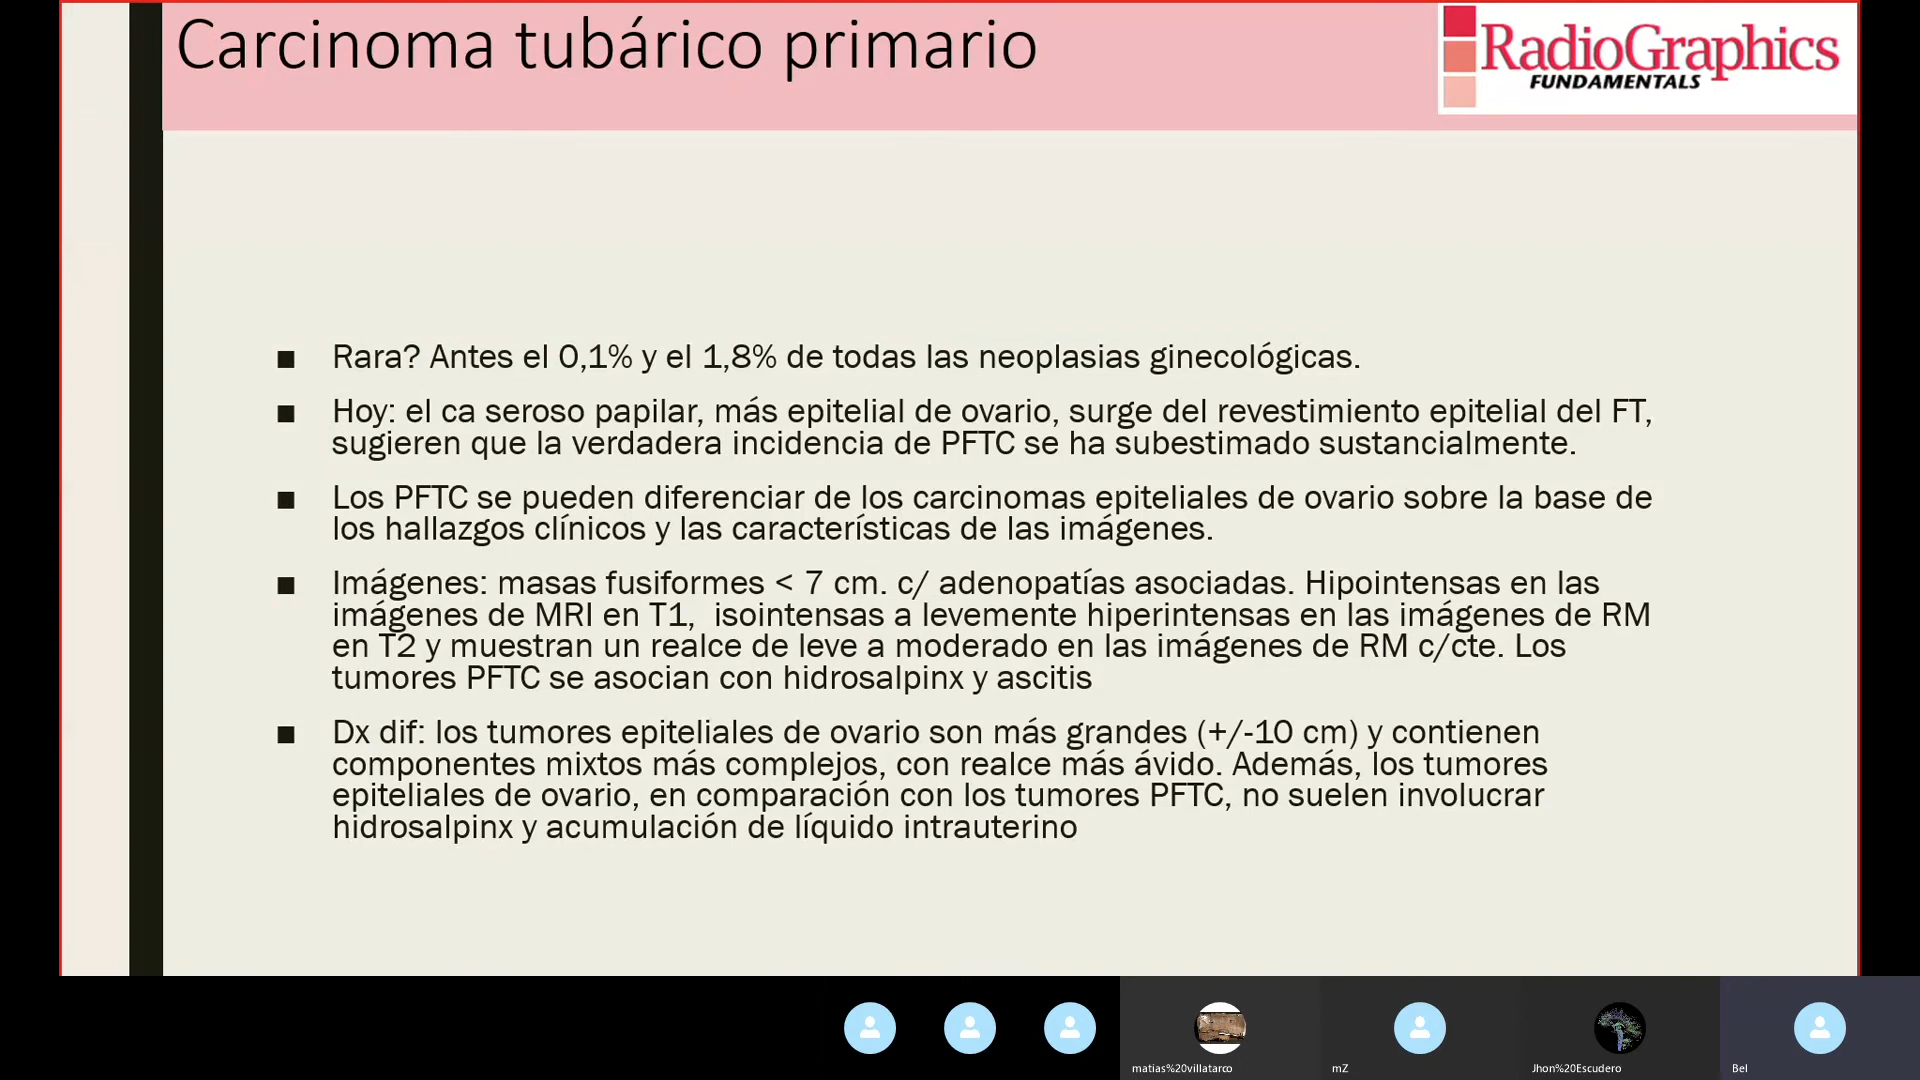 Carcinoma tubárico primario
RadioGraphics
FUNDAMENTALS
■ Rara? Antes el 0,1% y el 1,8% de todas las neoplasias ginecológicas.
■ Hoy: el ca seroso papilar, más epitelial de ovario, surge del revestimiento epitelial del FT,
sugieren que la verdadera incidencia de PFTC se ha subestimado sustancialmente.
■ Los PFTC se pueden diferenciar de los carcinomas epiteliales de ovario sobre la base de
los hallazgos clínicos y las características de las imágenes.
■ Imágenes: masas fusiformes < 7 cm. c/ adenopatías asociadas. Hipointensas en las
imágenes de MRI en T1, isointensas a levemente hiperintensas en las imágenes de RM
en T2 y muestran un realce de leve a moderado en las imágenes de RM c/cte. Los
tumores PFTC se asocian con hidrosalpinx y ascitis
■ Dx dif: los tumores epiteliales de ovario son más grandes (+/-10 cm) y contienen
componentes mixtos más complejos, con realce más ávido. Además, los tumores
epiteliales de ovario, en comparación con los tumores PFTC, no suelen involucrar
hidrosalpinx y acumulación de líquido intrauterino
matias%20villatarco
mZ
Jhon%20Escudero
Bel